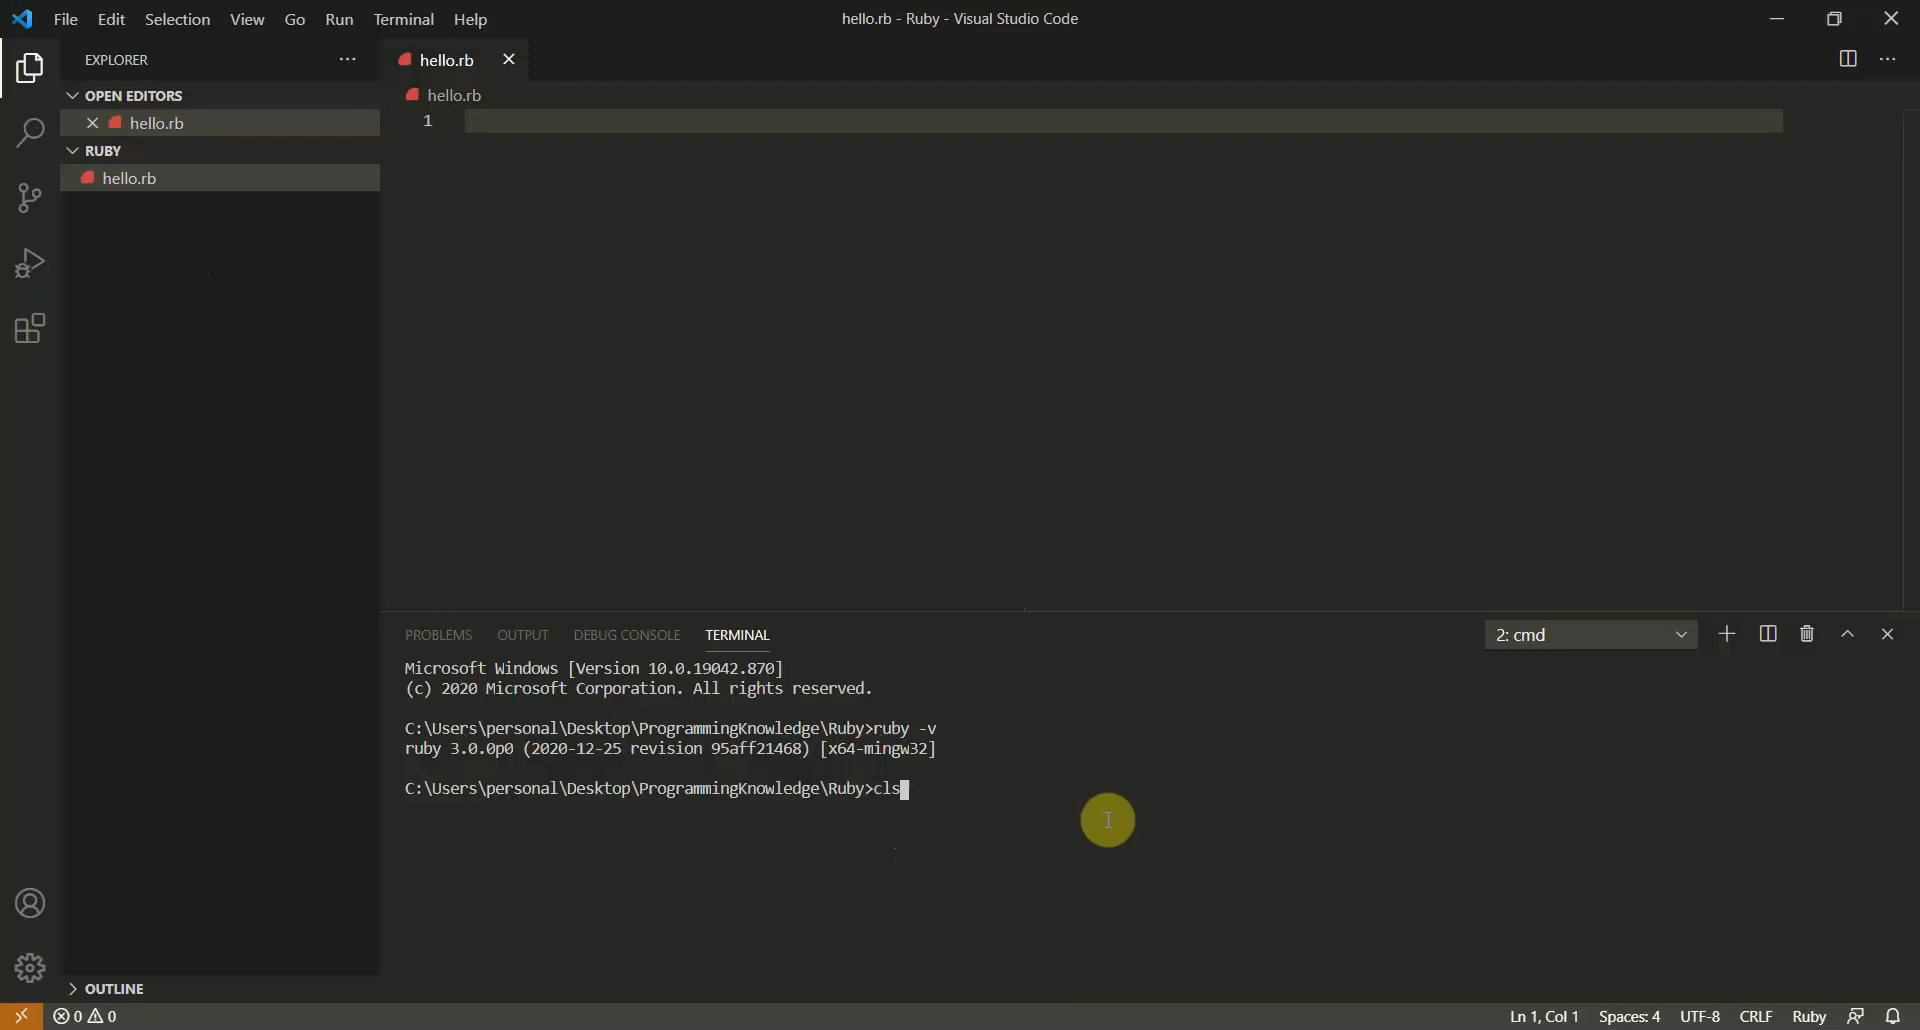 File Edit Selection View Go Run Terminal Help
hello.rb - Ruby - Visual Studio Code
EXPLORER
OPEN EDITORS
hello.rb
RUBY
hello.rb
OUTLINE
hello.rb
hello.rb
1
PROBLEMS OUTPUT DEBUG CONSOLE TERMINAL
2: cmd
Microsoft Windows [Version 10.0.19042.870]
(c) 2020 Microsoft Corporation. All rights reserved.
C:\Users\personal\Desktop\ProgrammingKnowledge\Ruby>ruby -v
ruby 3.0.0p0 (2020-12-25 revision 95aff21468) [x64-mingw32]
C:\Users\personal\Desktop\ProgrammingKnowledge\Ruby>cls
0 0
Ln 1, Col 1 Spaces: 4 UTF-8 CRLF Ruby